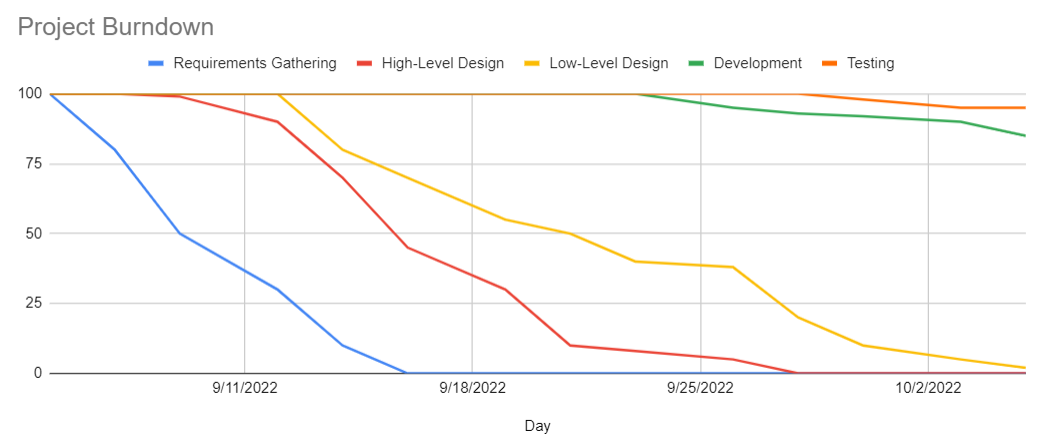 Project Burndown
Requirements Gathering High-Level Design Low-Level Design Development Testing
100
75
50
25
0
9/11/2022 9/18/2022 9/25/2022 10/2/2022
Day